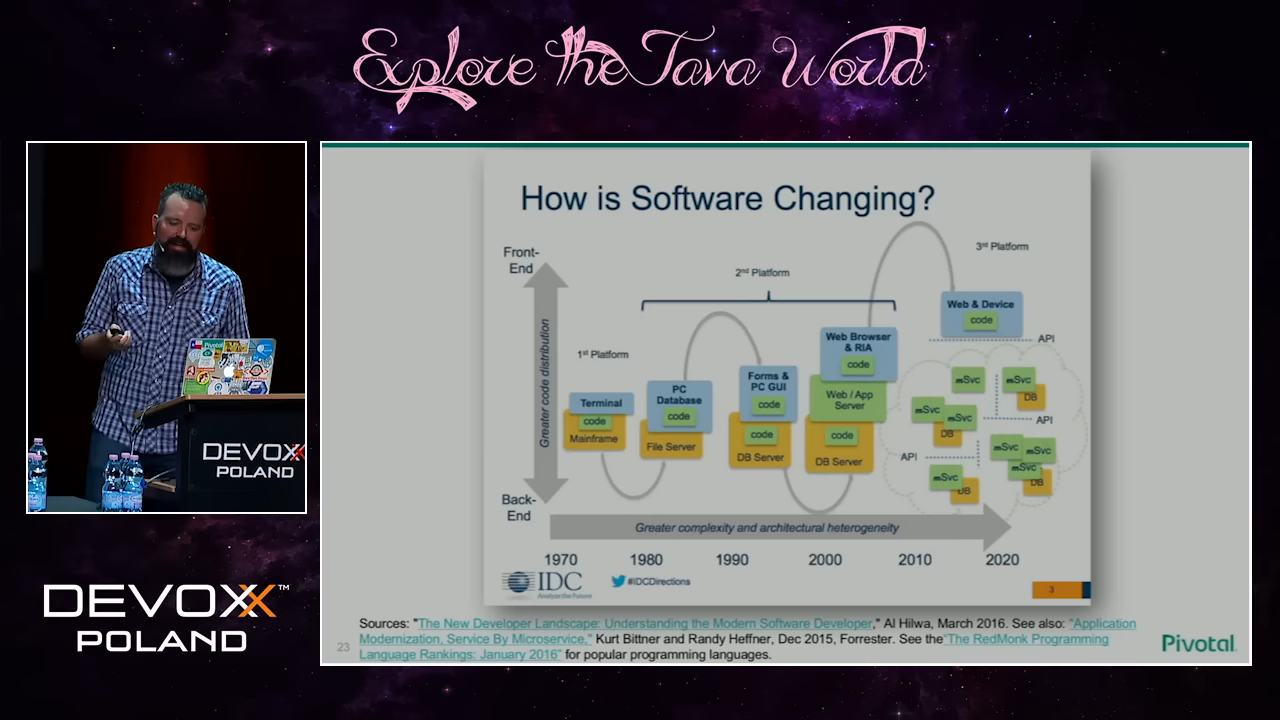 Explore the Java World
How is Software Changing?
Front-
End
3rd Platform
2nd Platform
Web & Device
code
API
Web Browser
& RIA
code
1st Platform
Greater code distribution
Forms &
PC GUI
code
PC
Database
code
Terminal
code
Mainframe
File Server
code
DB Server
Web / App
Server
code
DB Server
mSvc
mSvc
DB
mSvc
mSvc
DB
API
mSvc
mSvc
mSvc
DB
API
mSvc
DB
Back-
End
Greater complexity and architectural heterogeneity
1970
1980
1990
2000
2010
2020
IDC
Analyze the Future
#IDCDirections
3
Sources: "The New Developer Landscape: Understanding the Modern Software Developer," Al Hilwa, March 2016. See also: "Application
Modernization, Service By Microservice," Kurt Bittner and Randy Heffner, Dec 2015, Forrester. See the "The RedMonk Programming
Language Rankings: January 2016" for popular programming languages.
23
Pivotal
Pivotal
DEVOXX
POLAND
DEVOXX™
POLAND